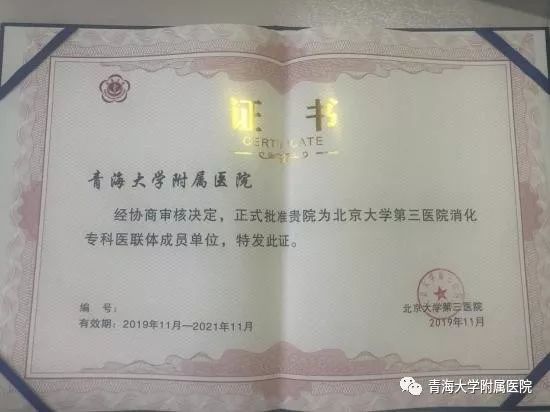 证书
CERTIFICATE
青海大学附属医院
经协商审核决定，正式批准贵院为北京大学第三医院消化
专科医联体成员单位，特发此证。
编 号：
有效期：2019年11月—2021年11月
北京大学第三医院
2019年11月
青海大学附属医院